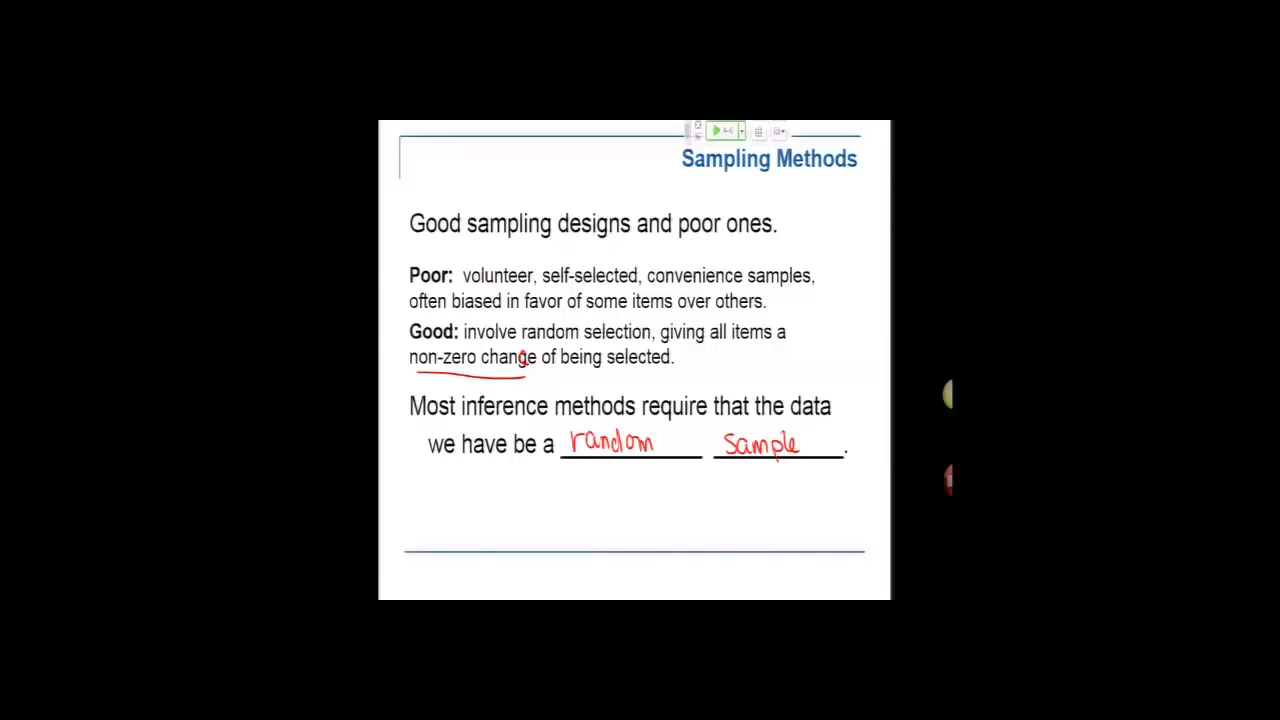 A-E
Sampling Methods
Good sampling designs and poor ones.
Poor: volunteer, self-selected, convenience samples,
often biased in favor of some items over others.
Good: involve random selection, giving all items a
non-zero chance of being selected.
Most inference methods require that the data
we have be a random sample.